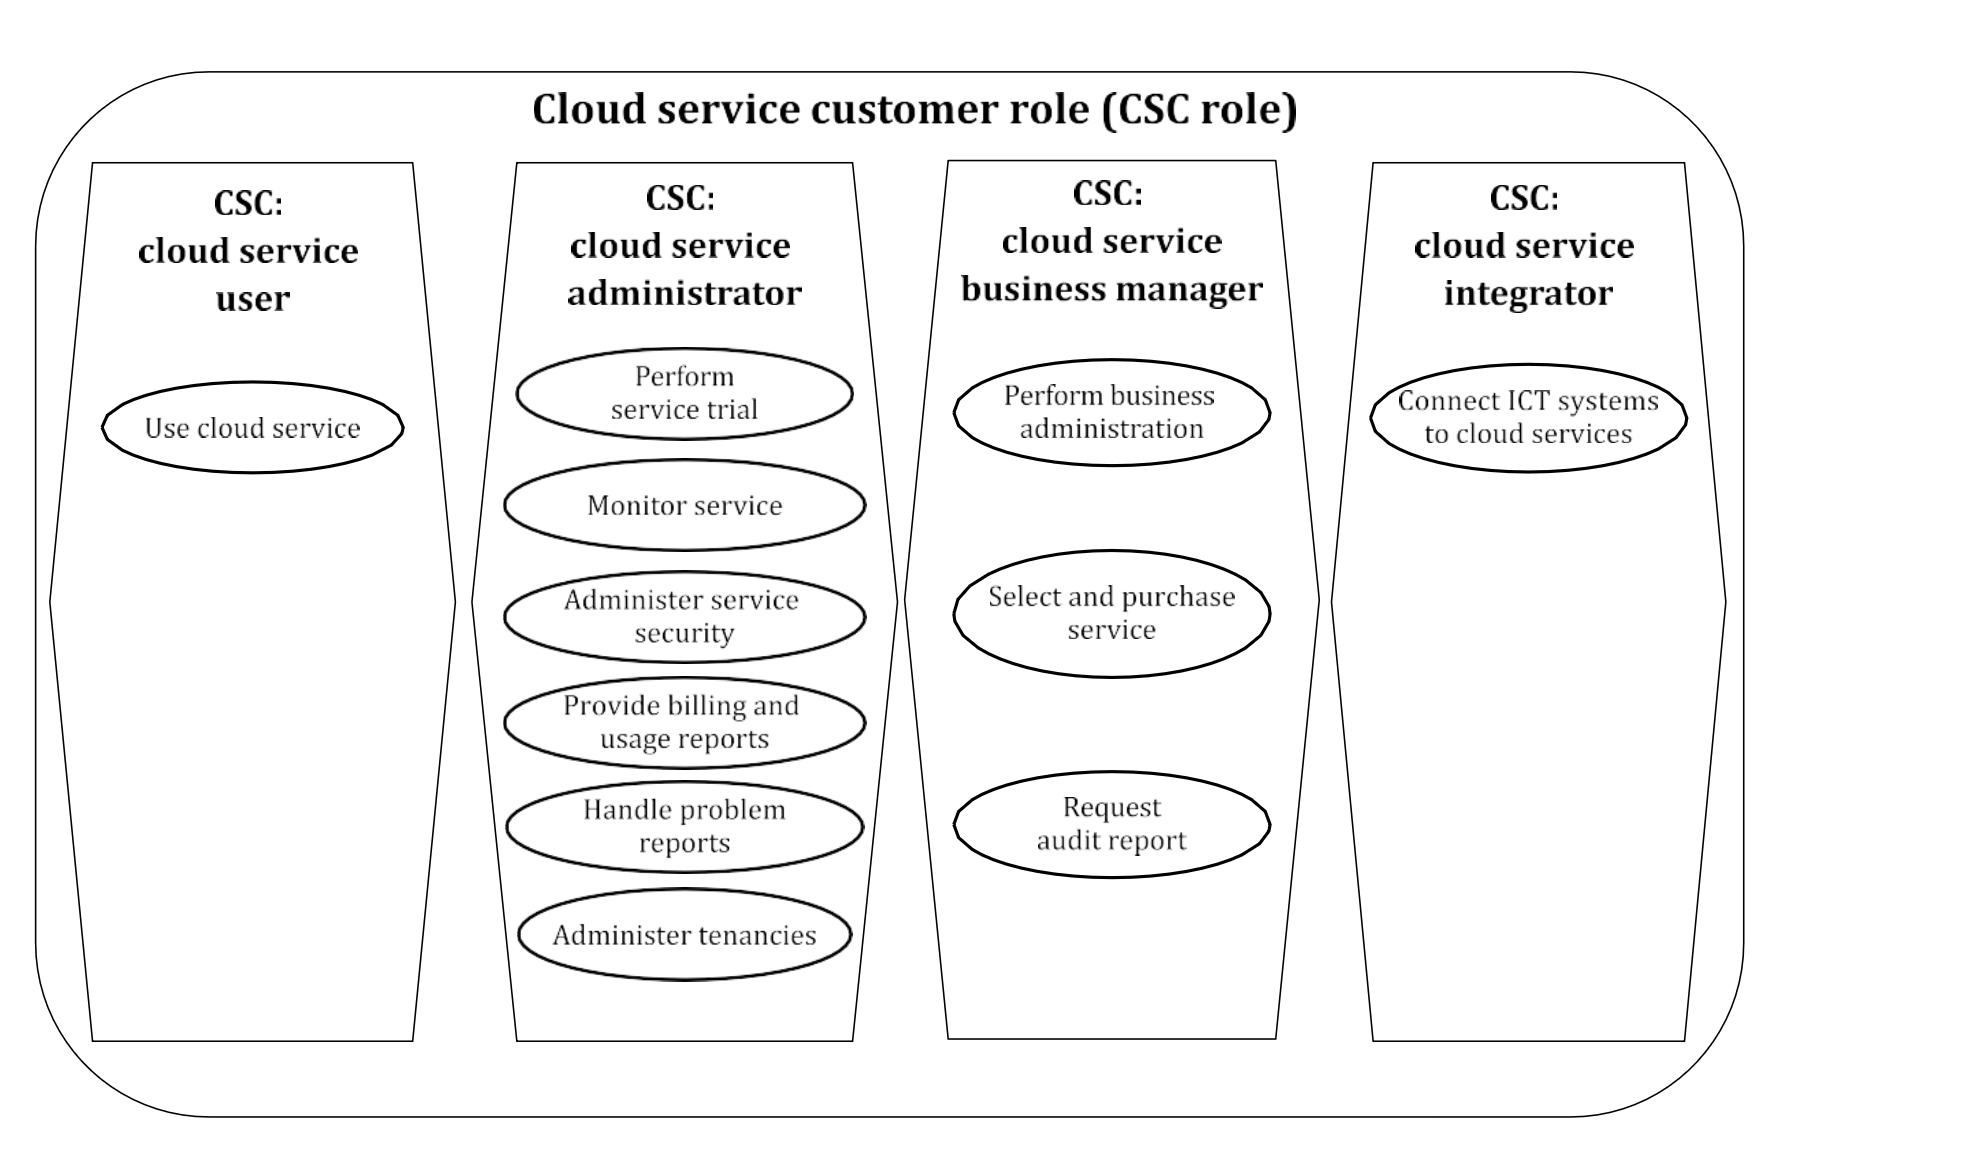 Cloud service customer role (CSC role)
CSC:
cloud service
user
Use cloud service
CSC:
cloud service
administrator
Perform
service trial
Monitor service
Administer service
security
Provide billing and
usage reports
Handle problem
reports
Administer tenancies
CSC:
cloud service
business manager
Perform business
administration
Select and purchase
service
Request
audit report
CSC:
cloud service
integrator
Connect ICT systems
to cloud services